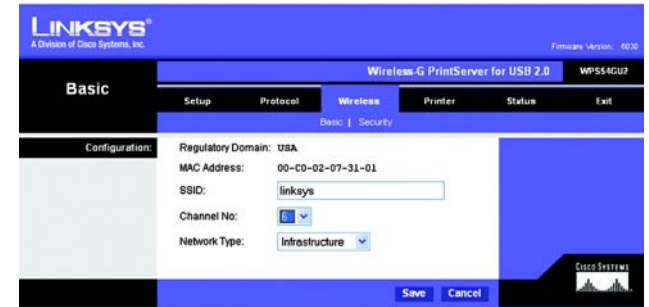 LINKSYS®
A Division of Cisco Systems, Inc.
Firmware Version: 6030
Wireless-G PrintServer for USB 2.0 WPS54GU2
Basic
Setup Protocol Wireless Printer Status Exit
Basic | Security
Configuration:
Regulatory Domain: USA
MAC Address: 00-C0-02-07-31-01
SSID: linksys
Channel No: 6
Network Type: Infrastructure
Save Cancel
CISCO SYSTEMS